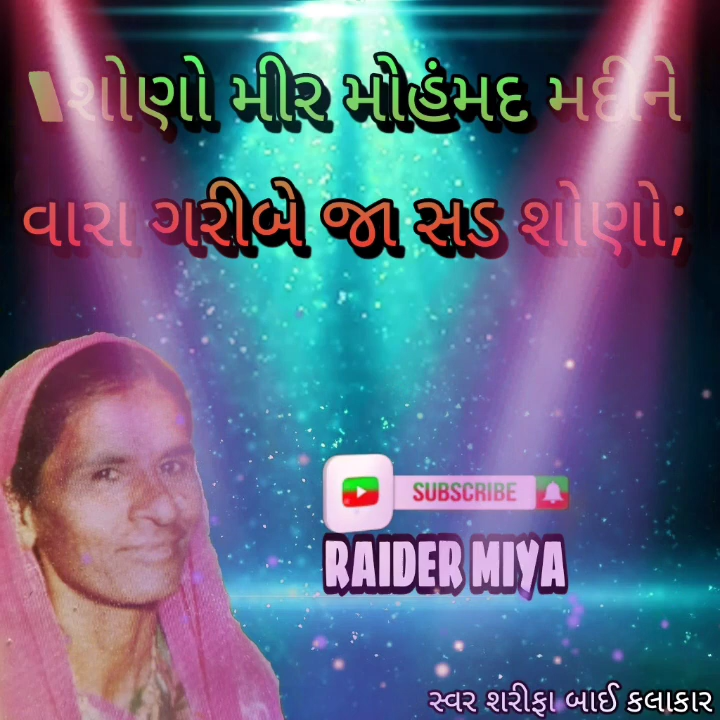 શોણો મીર મોહંમદ મદીને
વારા ગરીબે જા સડ શોણો;
SUBSCRIBE
RAIDER MIYA
સ્વર શરીફા બાઈ કલાકાર